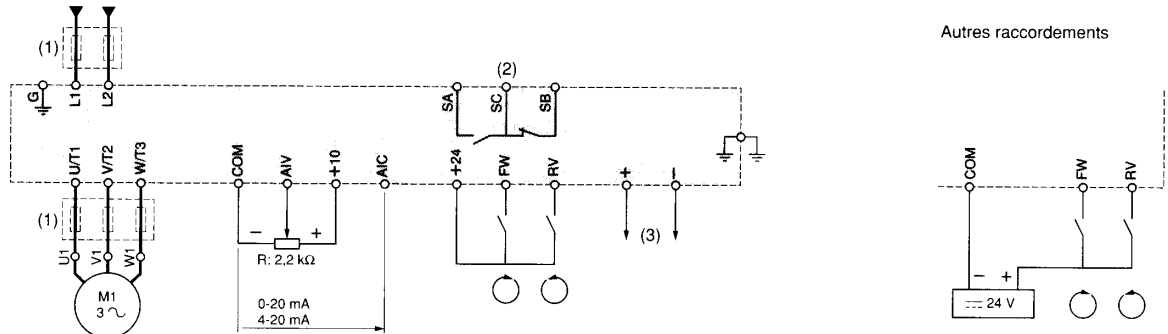 Autres raccordements
(1)
(2)
G
L1
L2
SA
SC
SB
U/T1
V/T2
W/T3
COM
AIV
+10
AIC
+24
FW
RV
+
−
COM
FW
RV
(1)
−
+
(3)
R: 2,2 kΩ
U1
V1
W1
M1
3
0-20 mA
4-20 mA
−
+
24 V